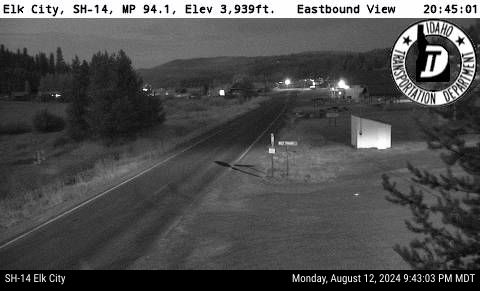 Elk City, SH-14, MP 94.1, Elev 3,939ft. Eastbound View 20:45:01
IDAHO
TRANSPORTATION DEPARTMENT
SH-14 Elk City
Monday, August 12, 2024 9:43:03 PM MDT